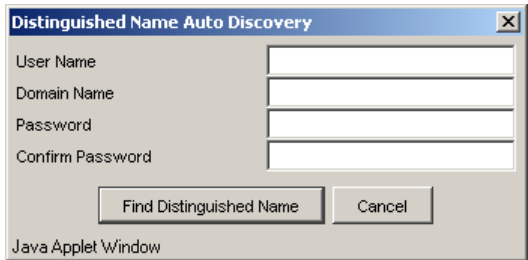 Distinguished Name Auto Discovery
User Name
Domain Name
Password
Confirm Password
Find Distinguished Name Cancel
Java Applet Window